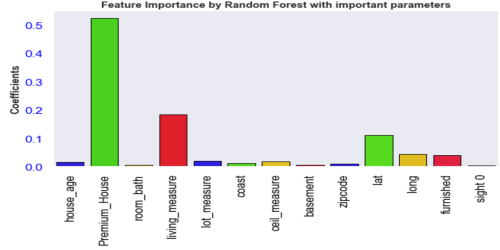 Feature Importance by Random Forest with important parameters
Coefficients
0.5
0.4
0.3
0.2
0.1
0.0
house_age
Premium_House
room_bath
living_measure
lot_measure
coast
ceil_measure
basement
zipcode
lat
long
furnished
sight 0